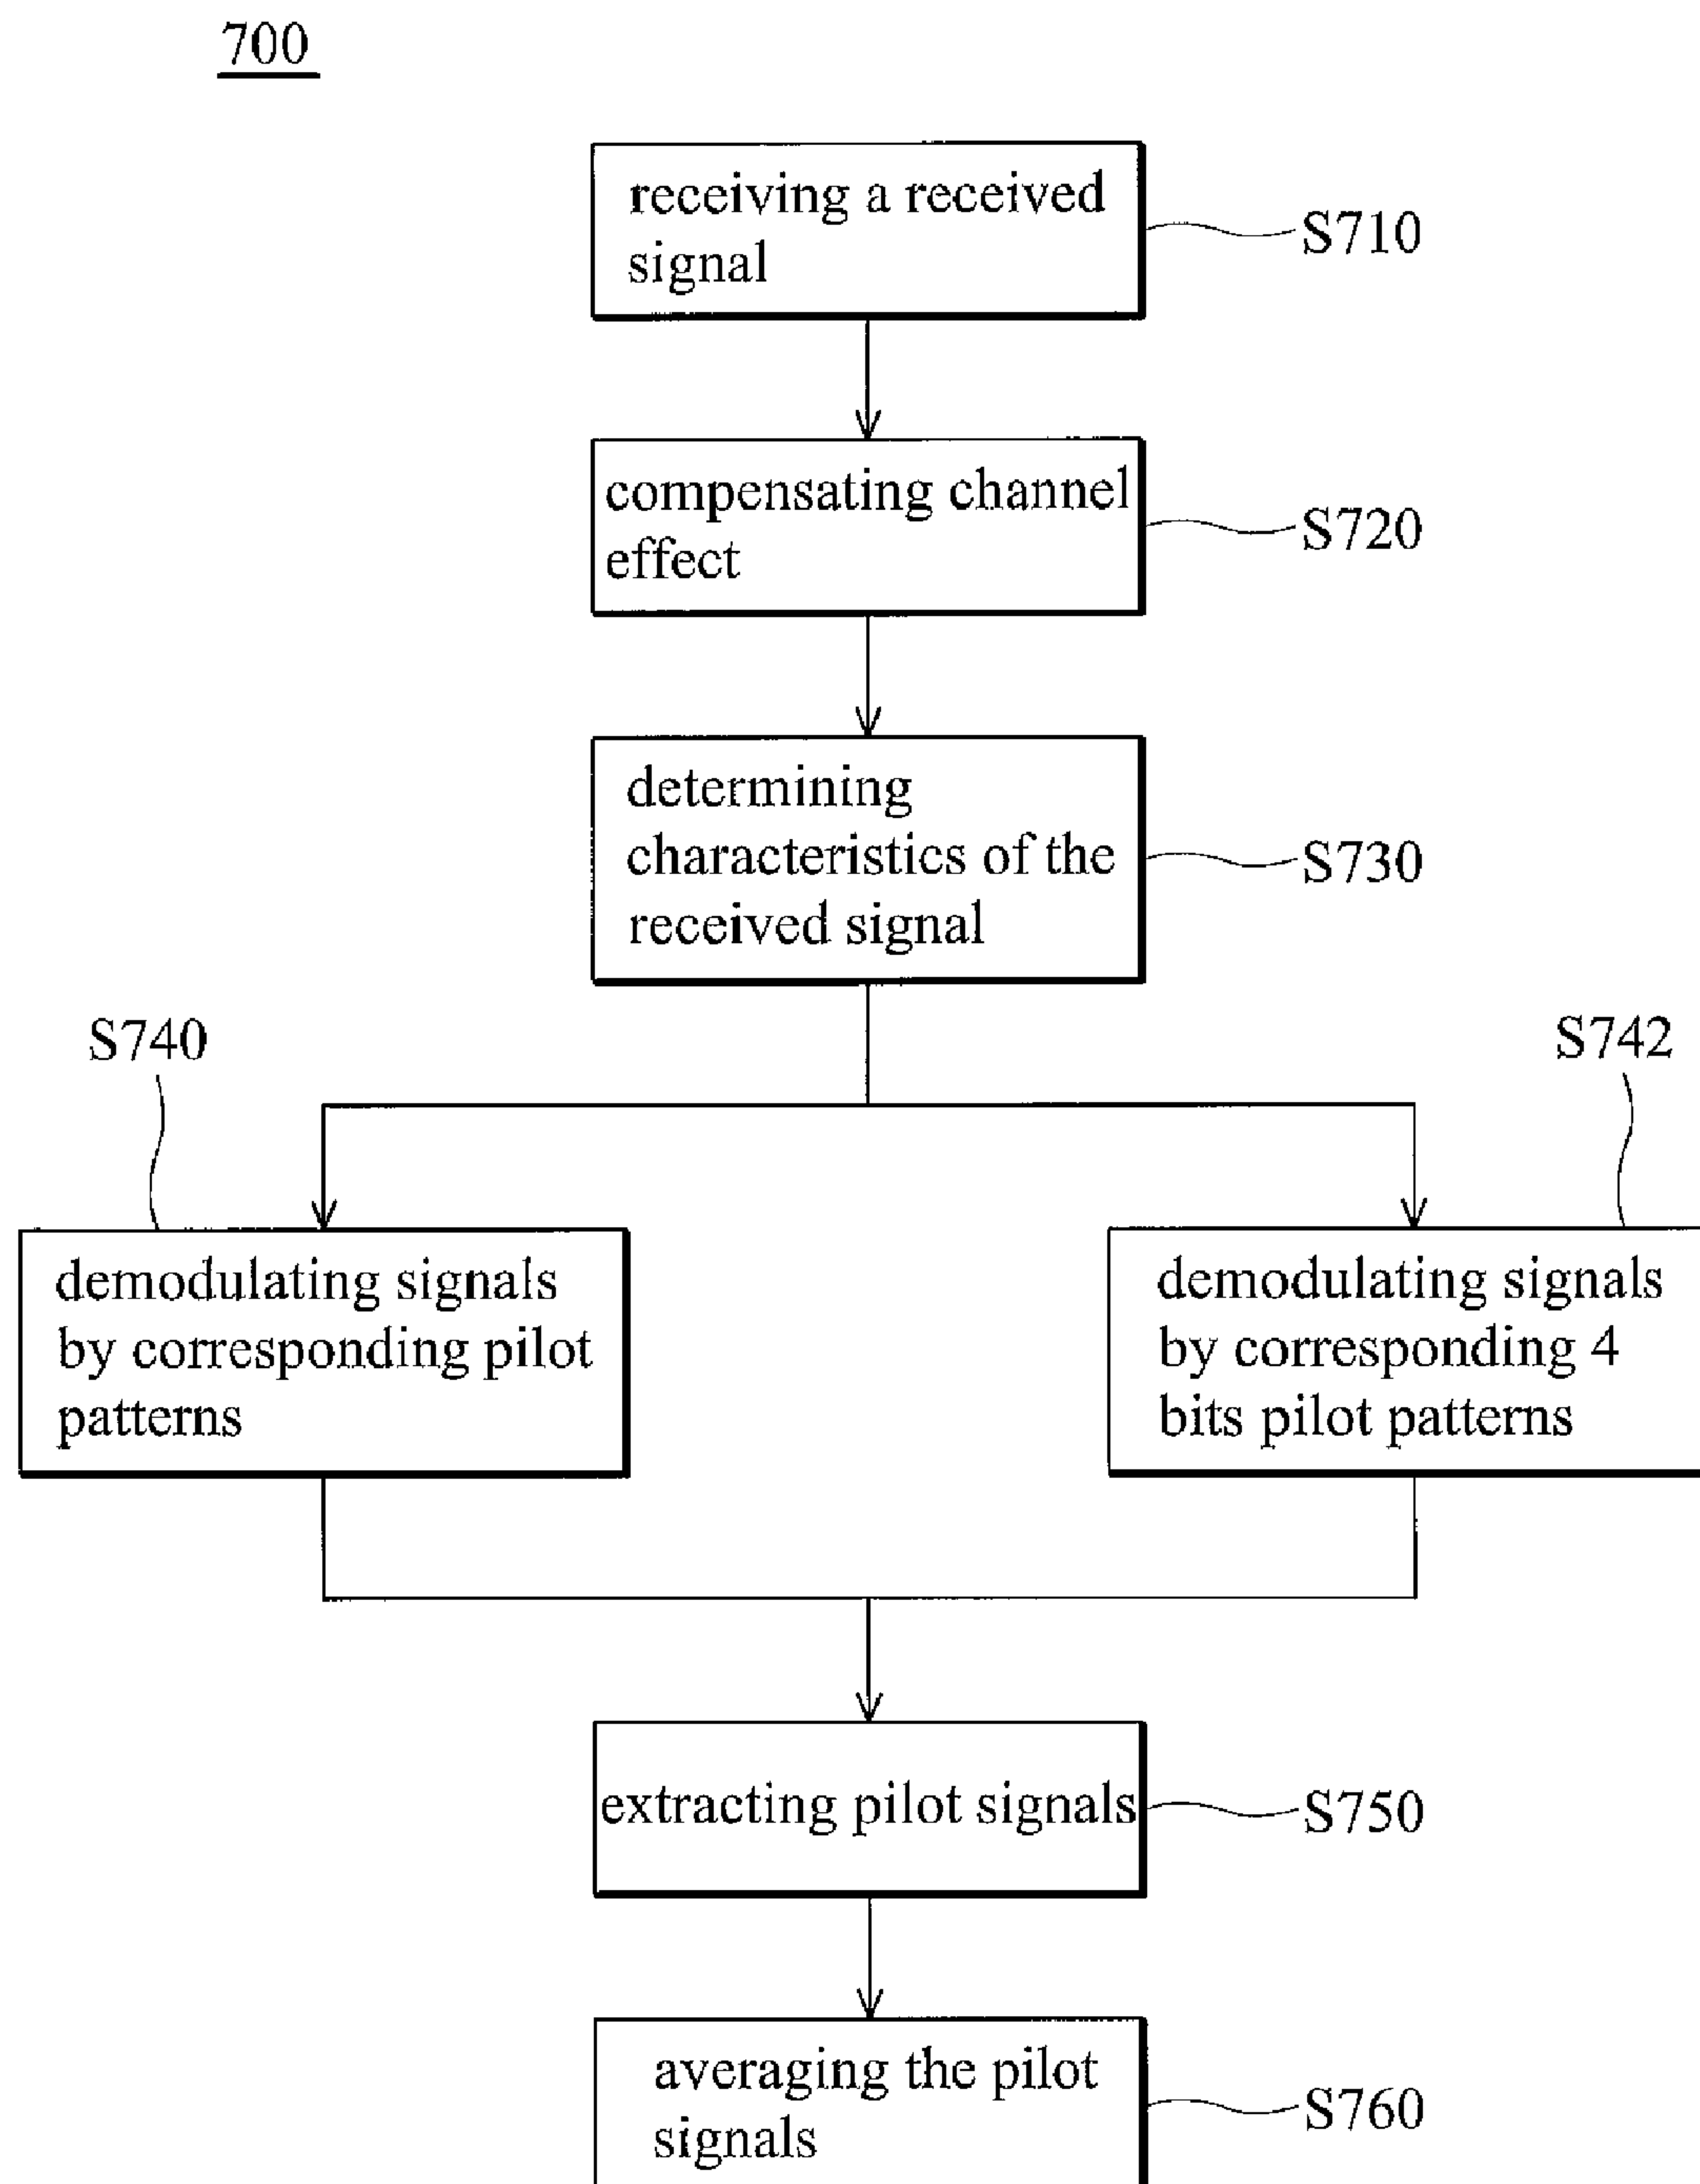 700
receiving a received
signal
S710
compensating channel
effect
S720
determining
characteristics of the
received signal
S730
S740
S742
demodulating signals
by corresponding pilot
patterns
demodulating signals
by corresponding 4
bits pilot patterns
extracting pilot signals
S750
averaging the pilot
signals
S760